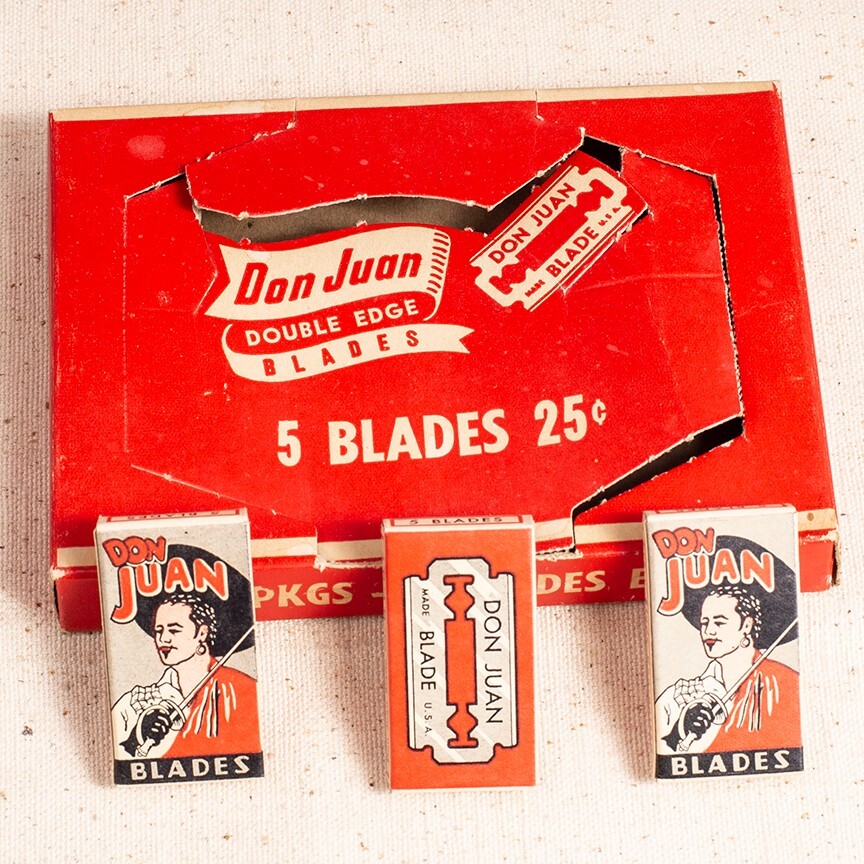 DON JUAN
BLADE U.S.A.
MADE
Don Juan
DOUBLE EDGE
BLADES
5 BLADES 25¢
PKGS
DES
5 BLADES
DON
JUAN
BLADES
DON JUAN
MADE BLADE U.S.A.
DON
JUAN
BLADES